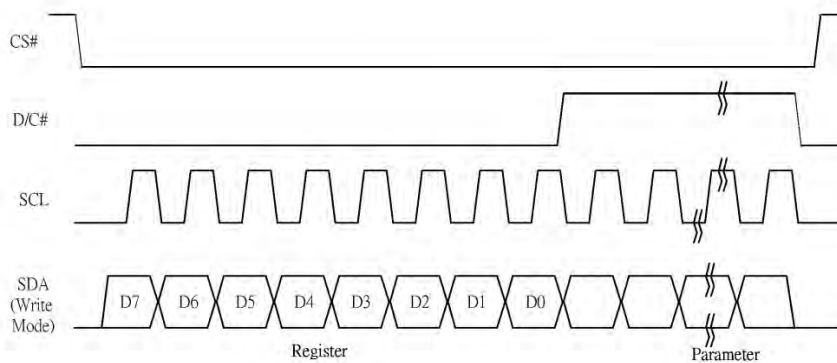 CS#
D/C#
SCL
SDA
(Write
Mode)
D7 D6 D5 D4 D3 D2 D1 D0
Register Parameter